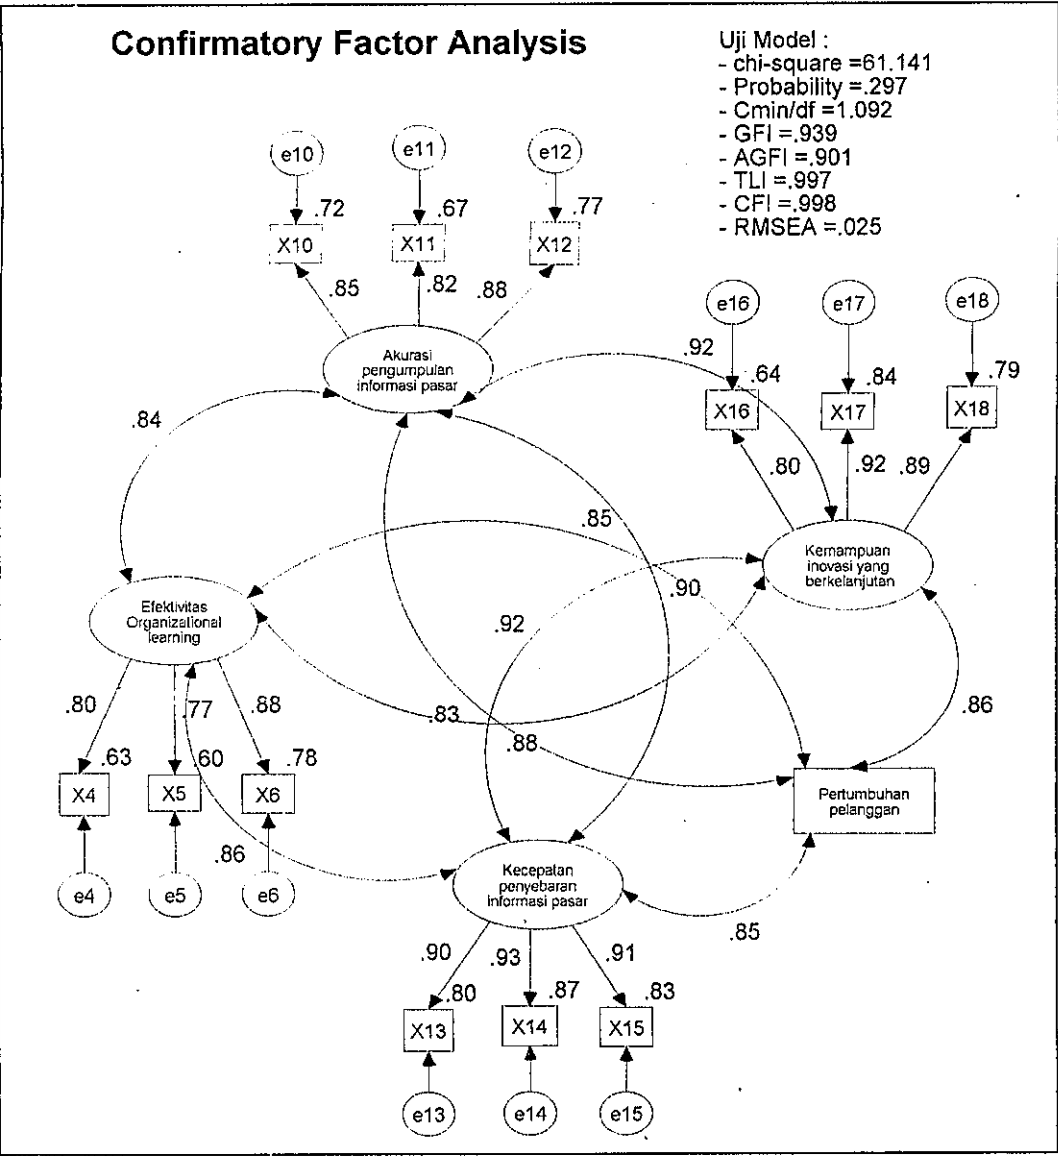 Confirmatory Factor Analysis
Uji Model :
- chi-square =61.141
- Probability =.297
- Cmin/df =1.092
- GFI =.939
- AGFI =.901
- TLI =.997
- CFI =.998
- RMSEA =.025
e10
e11
e12
.72
.67
.77
X10
X11
X12
.85
.82
.88
Akurasi
pengumpulan
informasi pasar
e16
e17
e18
.92
.64
.84
.79
X16
X17
X18
.80
.92
.89
.84
.85
Kemampuan
inovasi yang
berkelanjutan
.90
Efektivitas
Organizational
learning
.92
.80
.77
.88
.83
.88
.86
.63
.60
.78
X4
X5
X6
Pertumbuhan
pelanggan
.86
e4
e5
e6
Kecepatan
penyebaran
informasi pasar
.85
.90
.93
.91
.80
.87
.83
X13
X14
X15
e13
e14
e15